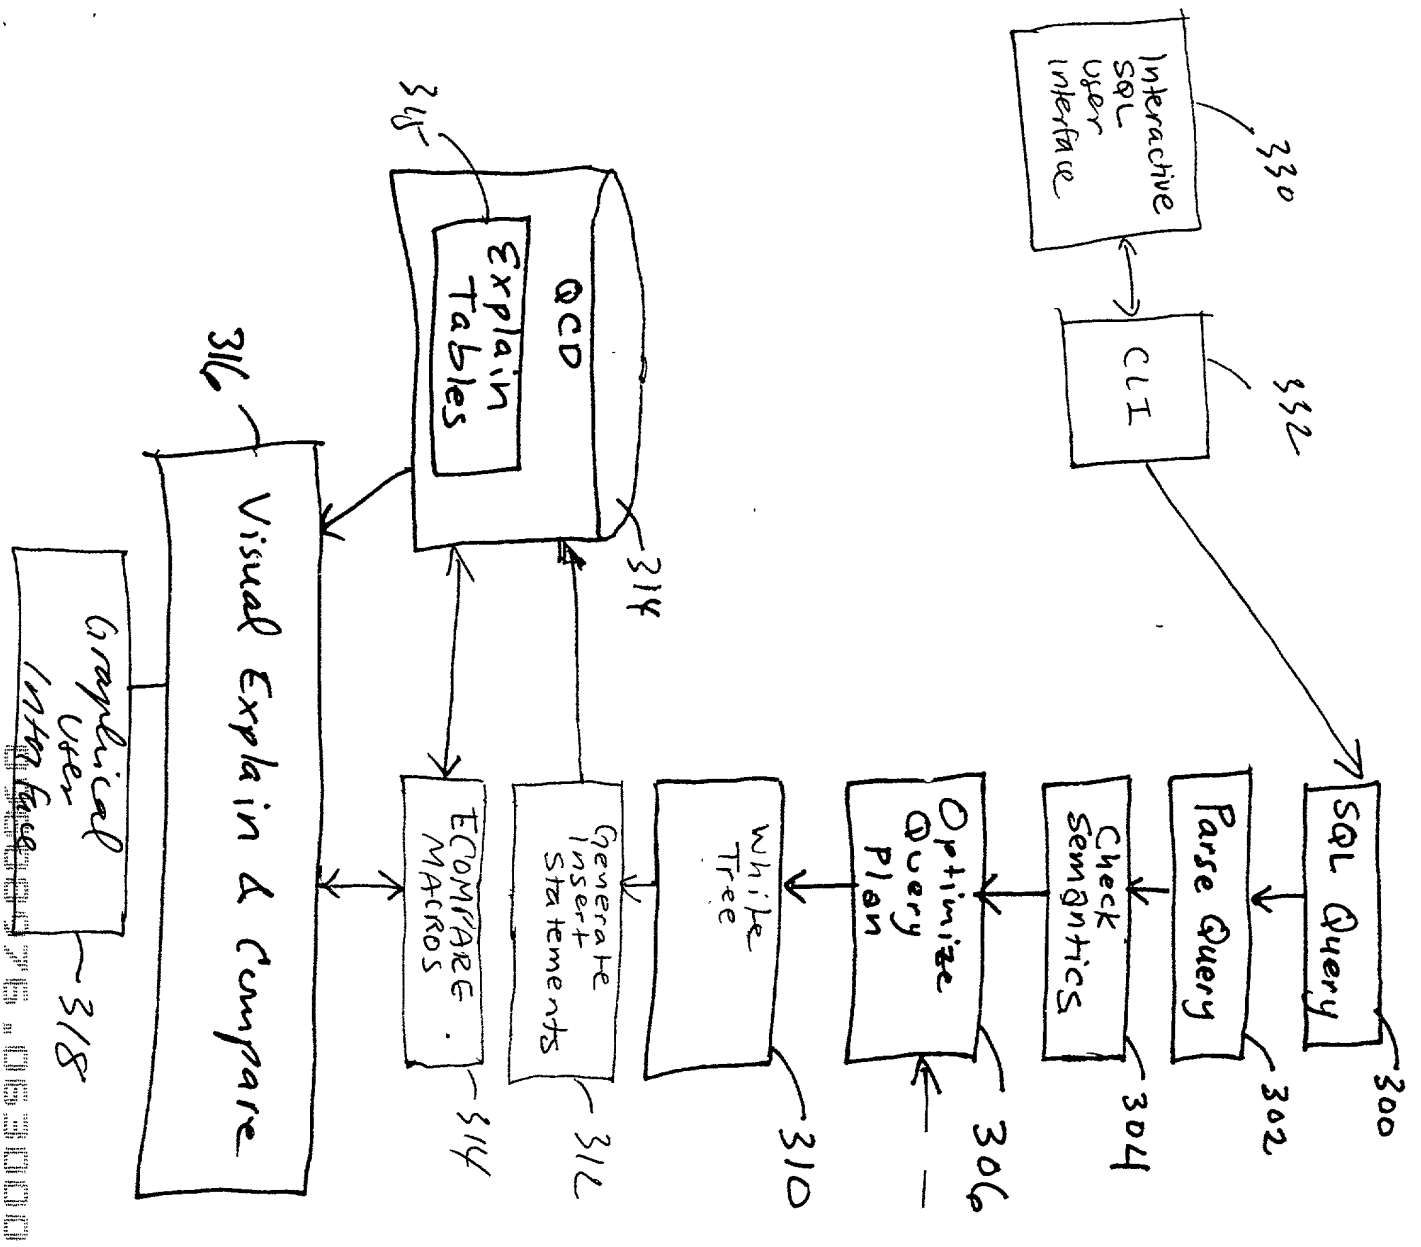 Interactive
SQL
User
Interface
330
CLI
332
SQL Query
300
Parse Query
302
Check
Semantics
304
Optimize
Query
Plan
306
White
Tree
310
Generate
Insert
Statements
312
ECOMPARE
MACROS
314
QCD
314
Explain
Tables
315
Visual Explain & Compare
316
Graphical
User
Interface
318